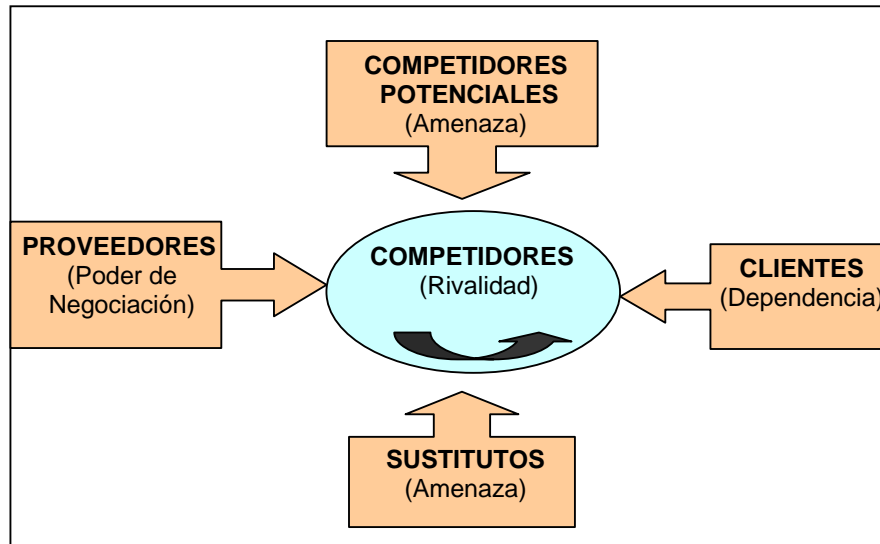 COMPETIDORES
POTENCIALES
(Amenaza)
PROVEEDORES
(Poder de
Negociación)
COMPETIDORES
(Rivalidad)
CLIENTES
(Dependencia)
SUSTITUTOS
(Amenaza)